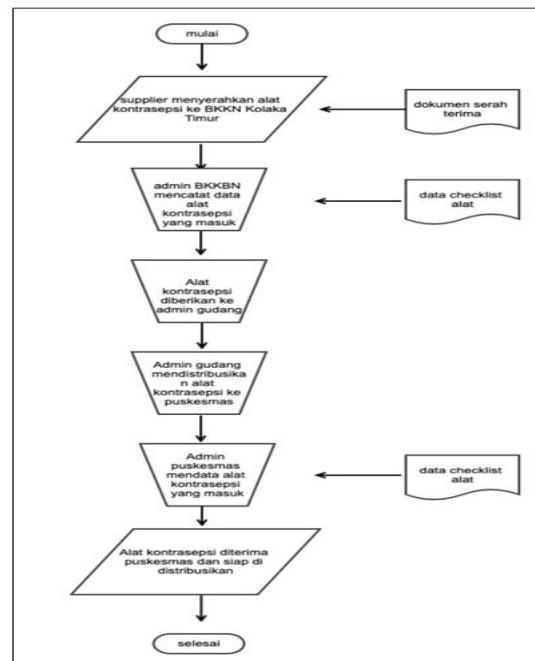 mulai
supplier menyerahkan alat
kontrasepsi ke BKKN Kolaka
Timur
dokumen serah
terima
admin BKKBN
mencatat data
alat
kontrasepsi
yang masuk
data checklist
alat
Alat
kontrasepsi
diberikan ke
admin gudang
Admin gudang
mendistribusika
n alat
kontrasepsi ke
puskesmas
Admin
puskesmas
mendata alat
kontrasepsi
yang masuk
data checklist
alat
Alat kontrasepsi diterima
puskesmas dan siap di
distribusikan
selesai